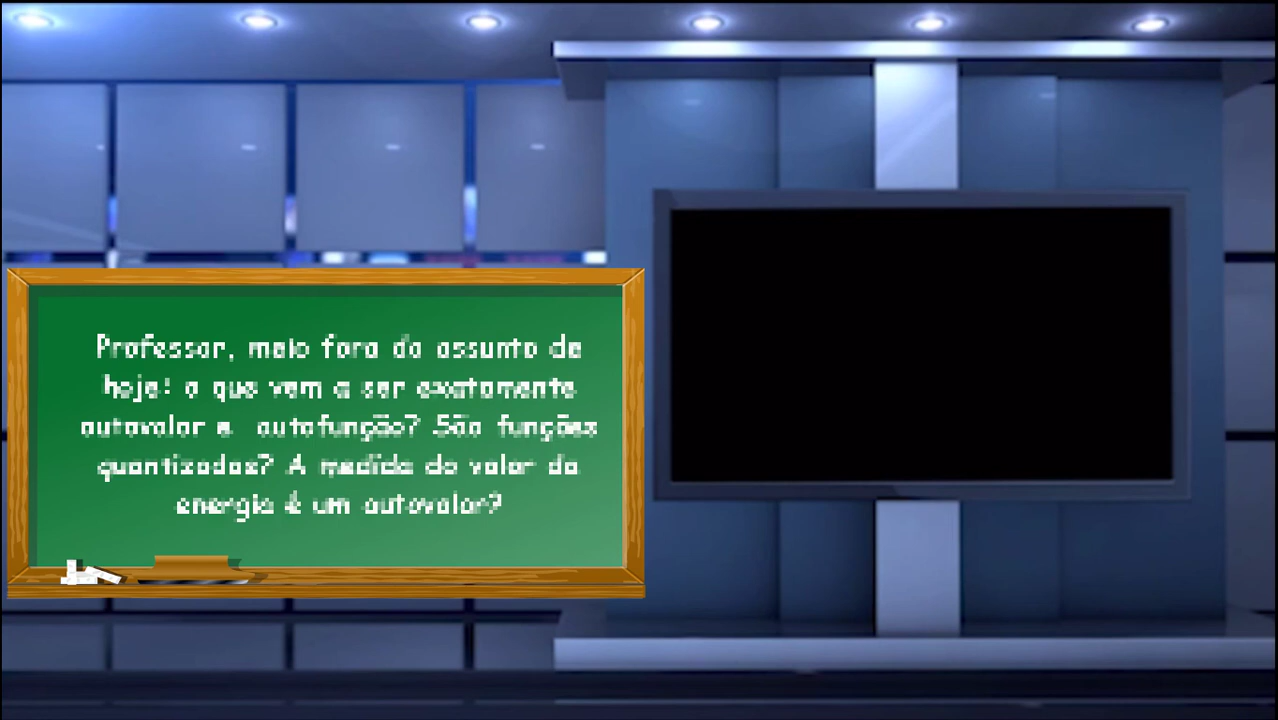 Professor, meio fora do assunto de
hoje: o que vem a ser exatamente
autovalor e autofunção? São funções
quantizadas? A medida do valor da
energia é um autovalor?